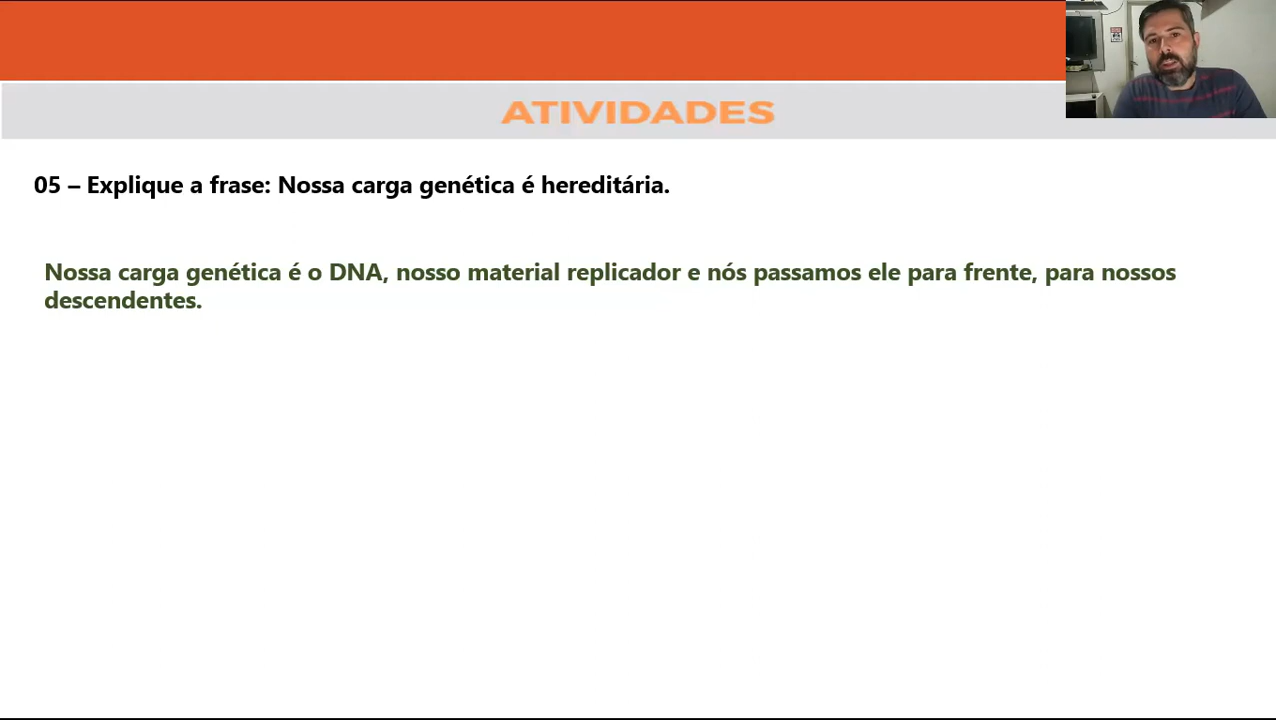 ATIVIDADES
05 – Explique a frase: Nossa carga genética é hereditária.
Nossa carga genética é o DNA, nosso material replicador e nós passamos ele para frente, para nossos
descendentes.